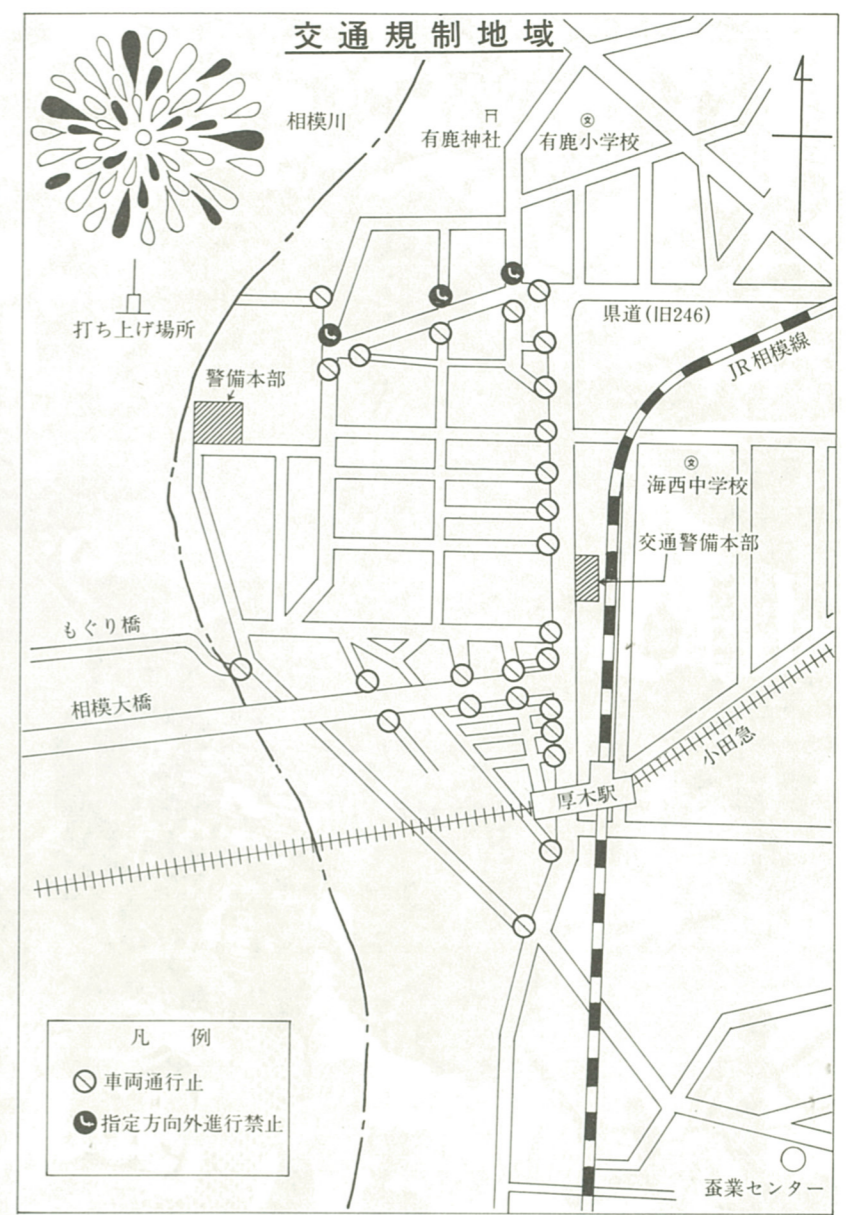 交通規制地域
相模川
有鹿神社
有鹿小学校
打ち上げ場所
県道(旧246)
JR相模線
警備本部
海西中学校
交通警備本部
もぐり橋
相模大橋
小田急
厚木駅
凡 例
車両通行止
指定方向外進行禁止
蚕業センター